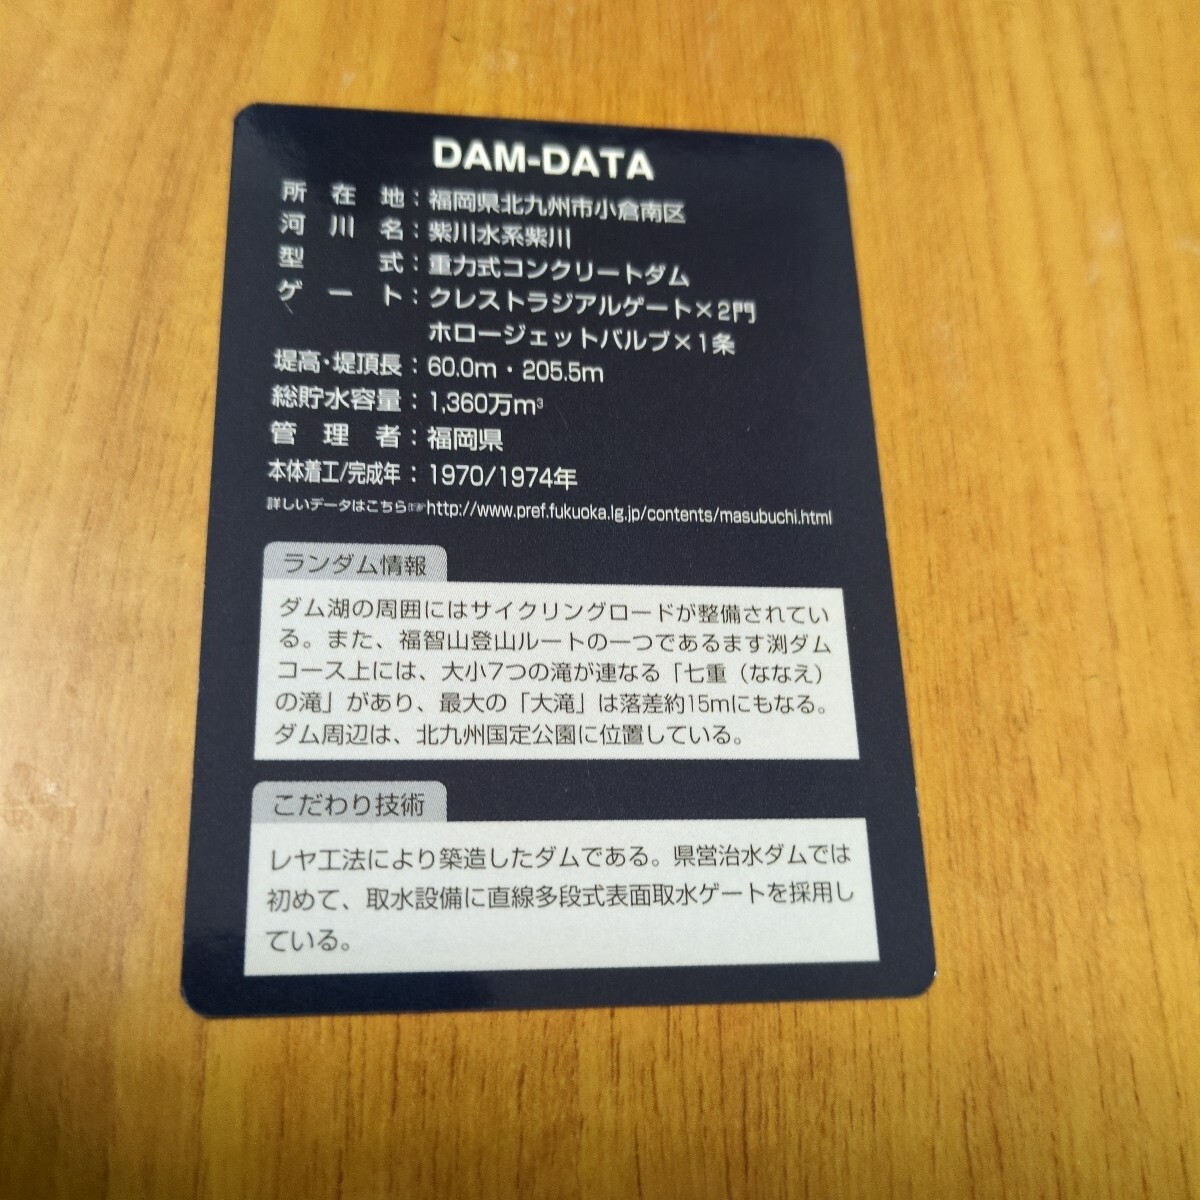 DAM-DATA
所在地：福岡県北九州市小倉南区
河川名：紫川水系紫川
型式：重力式コンクリートダム
ゲート：クレストラジアルゲート×2門
ホロージェットバルブ×1条
堤高・堤頂長：60.0m・205.5m
総貯水容量：1,360万m³
管理者：福岡県
本体着工/完成年：1970/1974年
詳しいデータはこちら☞http://www.pref.fukuoka.lg.jp/contents/masubuchi.html
ランダム情報
ダム湖の周囲にはサイクリングロードが整備されてい
る。また、福智山登山ルートの一つであるます渕ダム
コース上には、大小7つの滝が連なる「七重（ななえ）
の滝」があり、最大の「大滝」は落差約15mにもなる。
ダム周辺は、北九州国定公園に位置している。
こだわり技術
レヤ工法により築造したダムである。県営治水ダムでは
初めて、取水設備に直線多段式表面取水ゲートを採用し
ている。